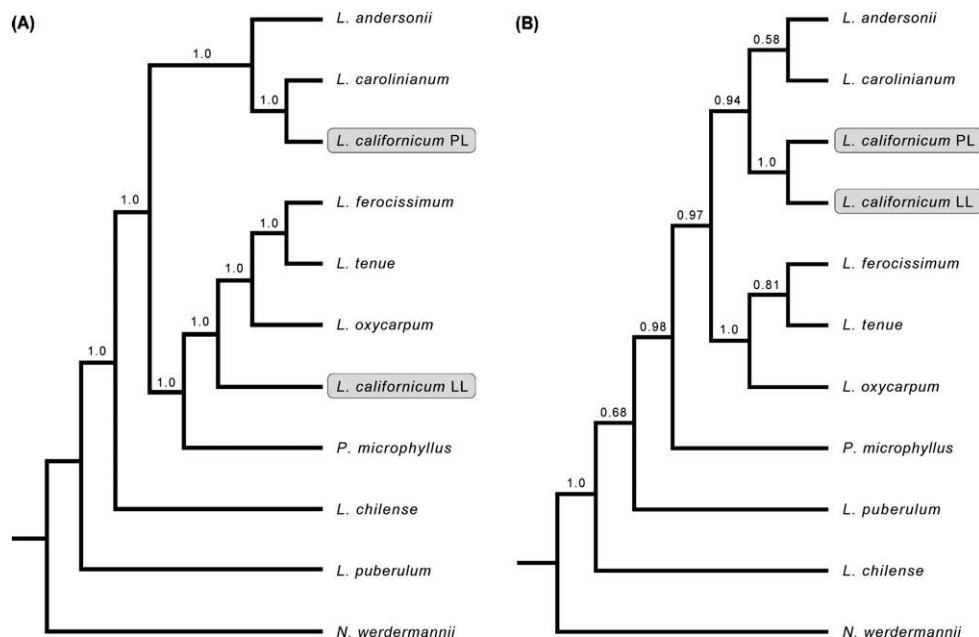 (A)
L. andersonii
1.0
L. carolinianum
1.0
L. californicum PL
1.0
L. ferocissimum
1.0
L. tenue
1.0
L. oxycarpum
1.0
1.0
L. californicum LL
1.0
P. microphyllus
L. chilense
L. puberulum
N. werdermannii
(B)
L. andersonii
0.58
L. carolinianum
0.94
L. californicum PL
1.0
L. californicum LL
0.97
L. ferocissimum
0.81
L. tenue
0.98
1.0
L. oxycarpum
0.68
P. microphyllus
1.0
L. puberulum
L. chilense
N. werdermannii